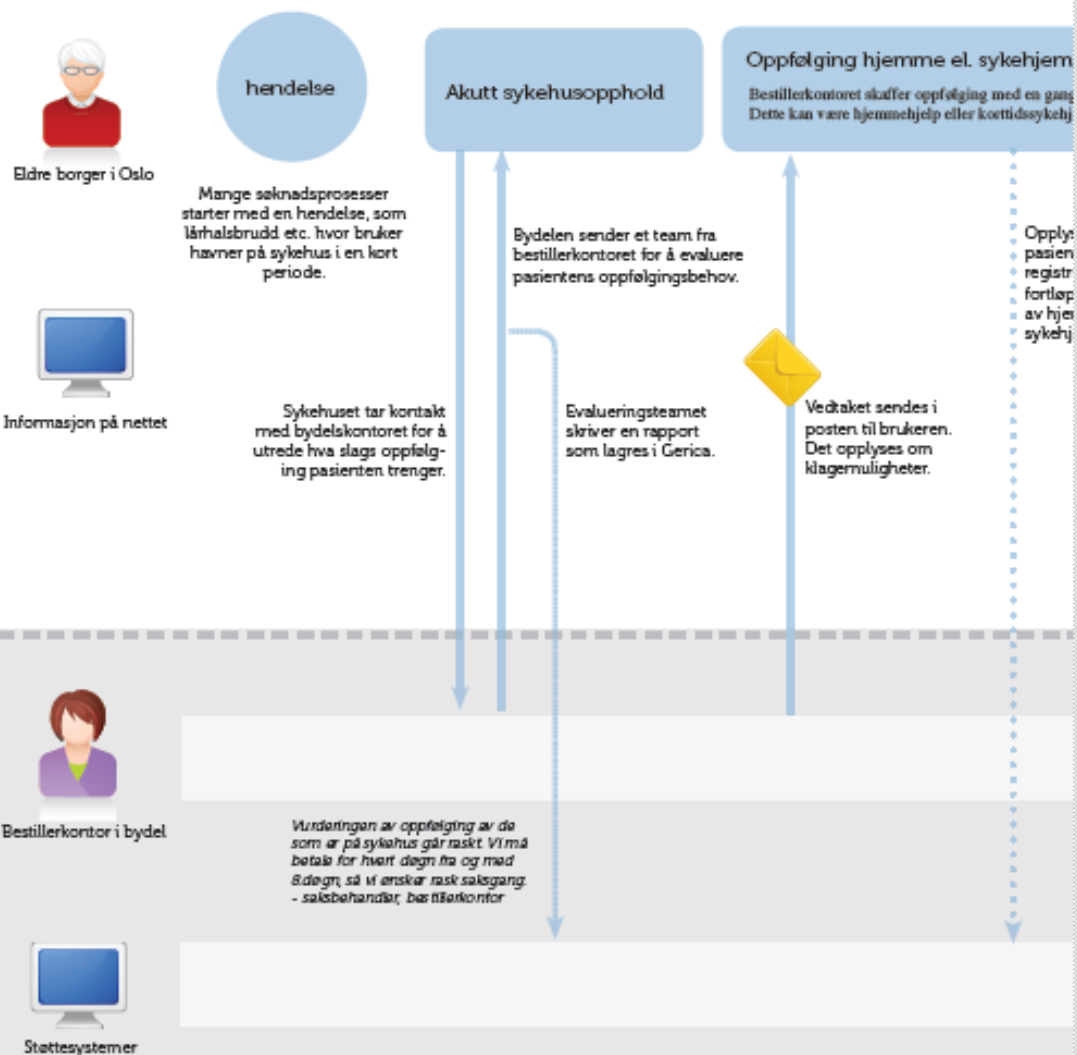 hendelse
Akutt sykehusopphold
Oppfølging hjemme el. sykehjem
Bestillerkontoret skaffer oppfølging med en gang
Dette kan være hjemmehjelp eller korttidssykehj
Eldre borger i Oslo
Mange søknadsprosesser
starter med en hendelse, som
lårhalsbrudd etc. hvor bruker
havner på sykehus i en kort
periode.
Bydelen sender et team fra
bestillerkontoret for å evaluere
pasientens oppfølgingsbehov.
Opply
pasien
registr
fortløp
av hje
sykehj
Informasjon på nettet
Sykehuset tar kontakt
med bydelskontoret for å
utrede hva slags oppfølg-
ing pasienten trenger.
Evalueringsteamet
skriver en rapport
som lagres i Gerica.
Vedtaket sendes i
posten til brukeren.
Det opplyses om
klagemuligheter.
Bestillerkontor i bydel
Vurderingen av oppfølging av de
som er på sykehus går raskt. Vi må
betale for hvert døgn fra og med
8.døgn, så vi ønsker rask saksgang.
- saksbehandler, bestillerkontor
Støttesystemer